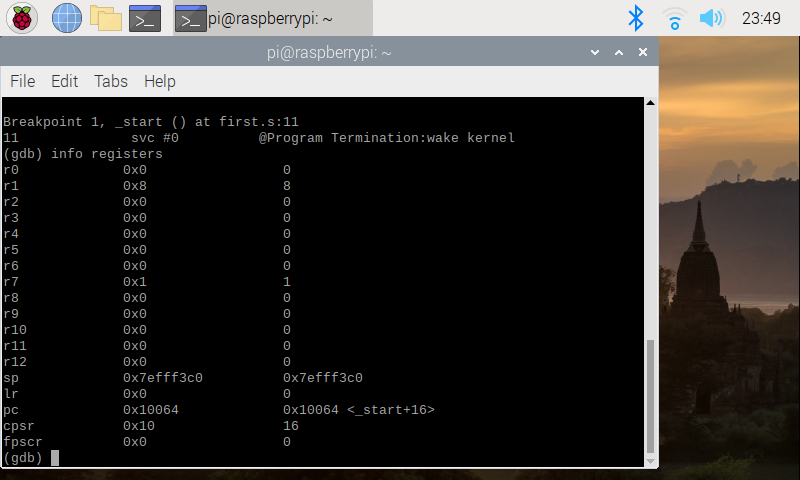 pi@raspberrypi: ~
23:49
pi@raspberrypi: ~
File Edit Tabs Help
Breakpoint 1, _start () at first.s:11
11              svc #0          @Program Termination:wake kernel
(gdb) info registers
r0             0x0                 0
r1             0x8                 8
r2             0x0                 0
r3             0x0                 0
r4             0x0                 0
r5             0x0                 0
r6             0x0                 0
r7             0x1                 1
r8             0x0                 0
r9             0x0                 0
r10            0x0                 0
r11            0x0                 0
r12            0x0                 0
sp             0x7efff3c0          0x7efff3c0
lr             0x0                 0
pc             0x10064             0x10064 <_start+16>
cpsr           0x10                16
fpscr          0x0                 0
(gdb)